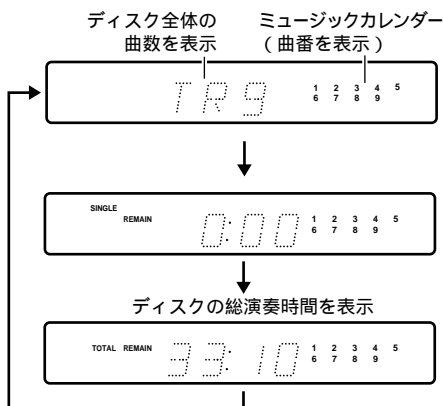 ディスク全体の
曲数を表示
ミュージックカレンダー
（曲番を表示）
TR 9
1 2 3 4 5
6 7 8 9
SINGLE
REMAIN
0:00
1 2 3 4 5
6 7 8 9
ディスクの総演奏時間を表示
TOTAL REMAIN
33:10
1 2 3 4 5
6 7 8 9